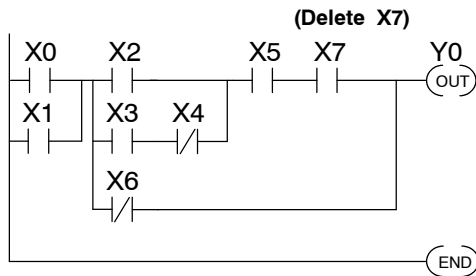 (Delete X7)
X0 X2 X5 X7 Y0
OUT
X1 X3 X4
X6
END